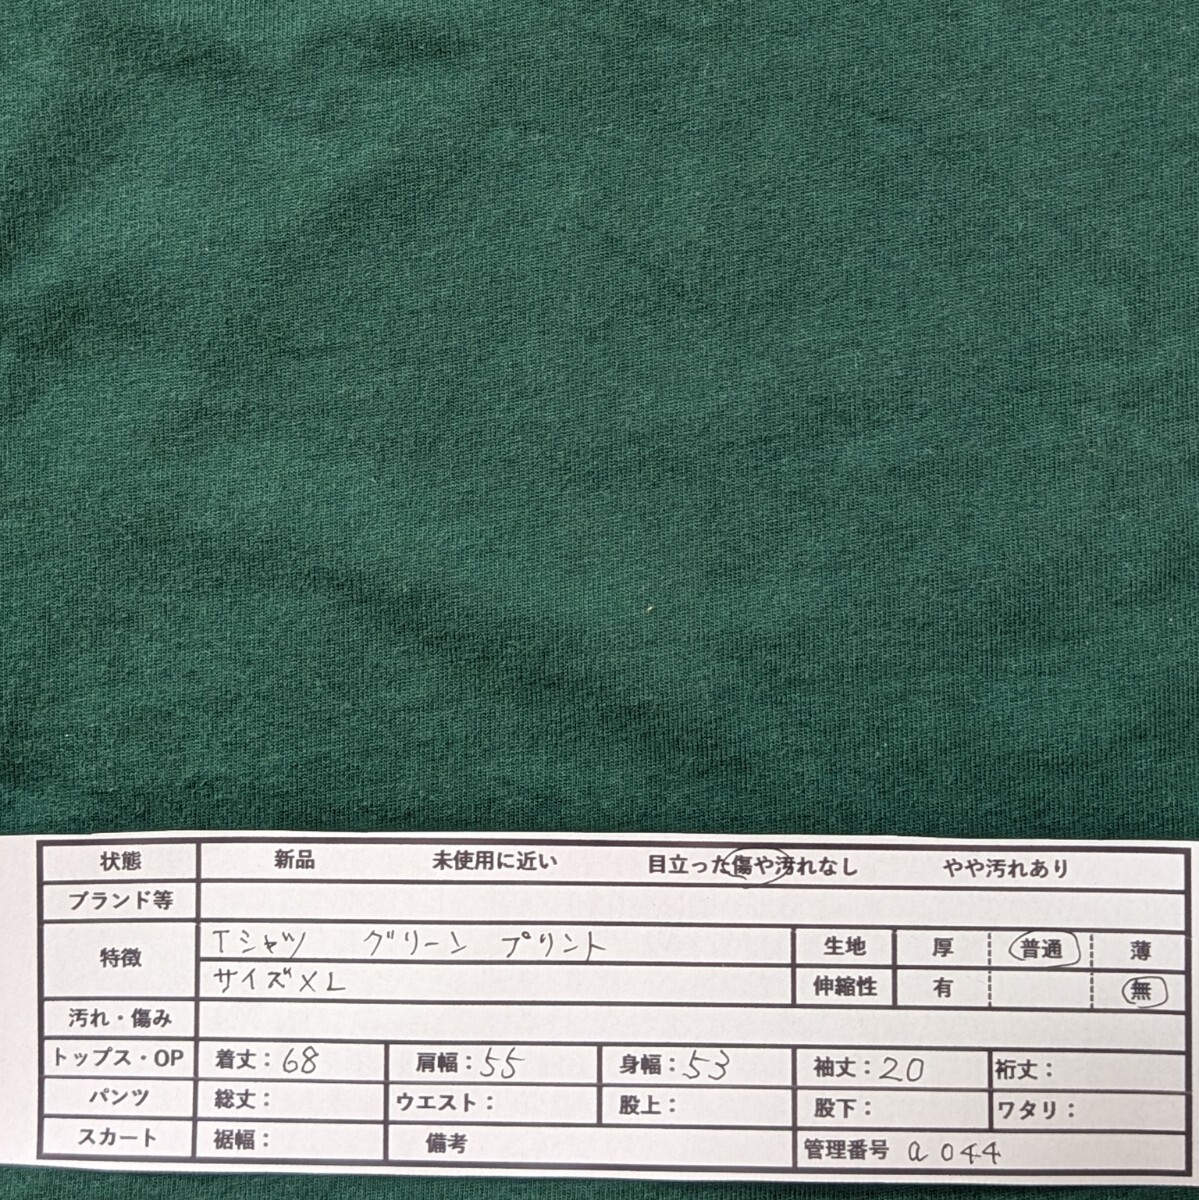 状態 新品 未使用に近い 目立った傷や汚れなし やや汚れあり
ブランド等
特徴 Tシャツ グリーン プリント 生地 厚 普通 薄
サイズXL 伸縮性 有 無
汚れ・傷み
トップス・OP 着丈：68 肩幅：55 身幅：53 袖丈：20 裄丈：
パンツ 総丈： ウエスト： 股上： 股下： ワタリ：
スカート 裾幅： 備考 管理番号 a044